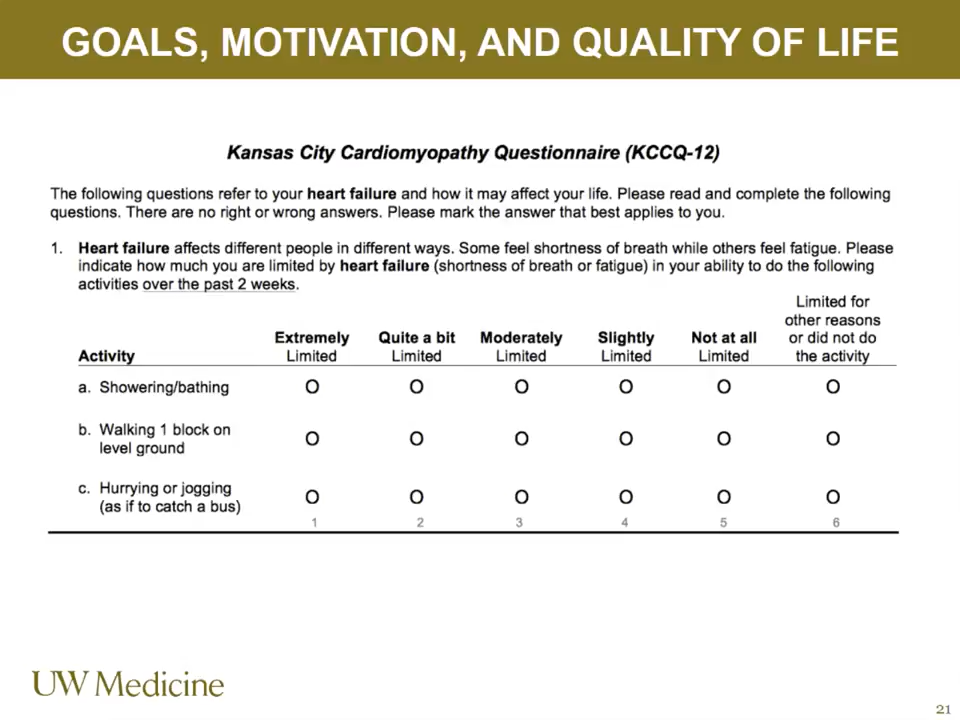 GOALS, MOTIVATION, AND QUALITY OF LIFE
Kansas City Cardiomyopathy Questionnaire (KCCQ-12)
The following questions refer to your heart failure and how it may affect your life. Please read and complete the following
questions. There are no right or wrong answers. Please mark the answer that best applies to you.
1. Heart failure affects different people in different ways. Some feel shortness of breath while others feel fatigue. Please
indicate how much you are limited by heart failure (shortness of breath or fatigue) in your ability to do the following
activities over the past 2 weeks.
Limited for
other reasons
Extremely Quite a bit Moderately Slightly Not at all or did not do
Activity Limited Limited Limited Limited Limited the activity
a. Showering/bathing O O O O O O
b. Walking 1 block on
level ground O O O O O O
c. Hurrying or jogging
(as if to catch a bus) O O O O O O
1 2 3 4 5 6
UW Medicine
21